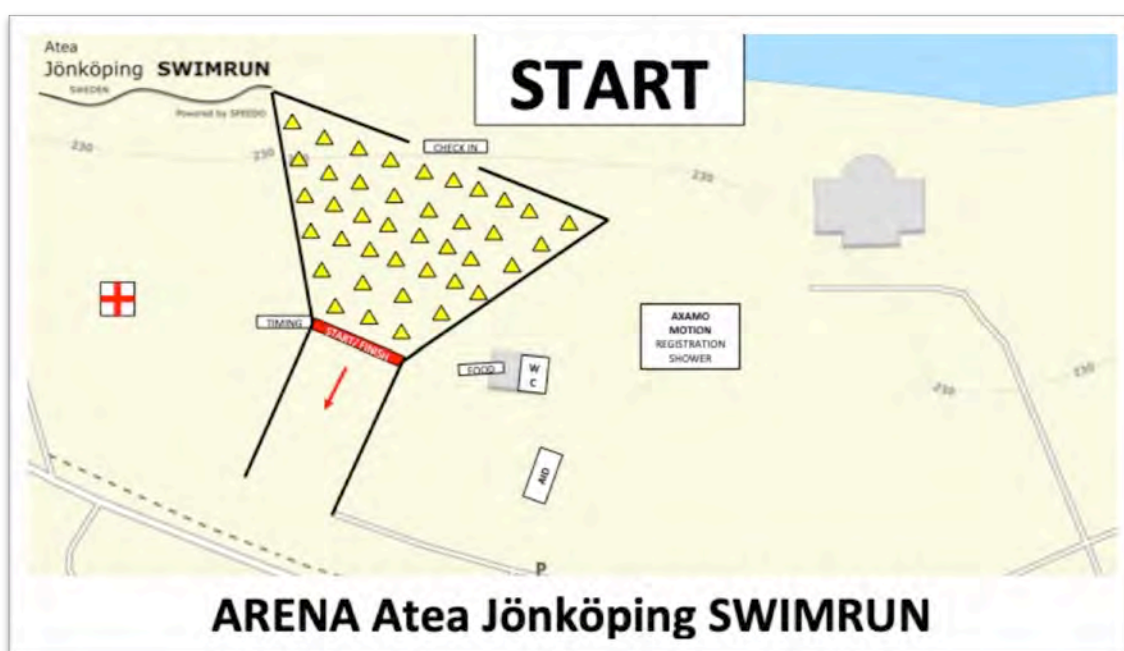 Atea
Jönköping SWIMRUN
SWEDEN
Powered by SPEEDO
START
CHECK IN
230
230
230
TIMING
START/ FINISH
AXAMO
MOTION
REGISTRATION
SHOWER
FOOD
W
C
230
230
AID
P
ARENA Atea Jönköping SWIMRUN